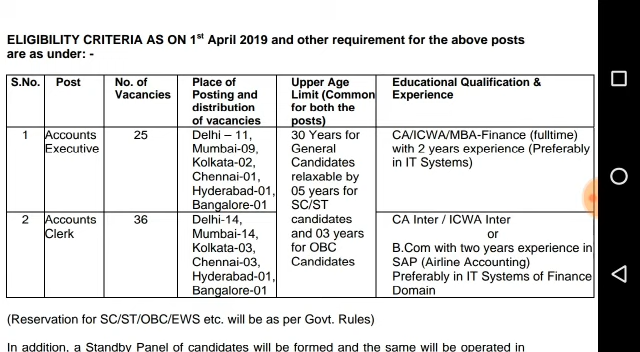 ELIGIBILITY CRITERIA AS ON 1st April 2019 and other requirement for the above posts
are as under: -
S.No. Post No. of Vacancies Place of Posting and distribution of vacancies Upper Age Limit (Common for both the posts) Educational Qualification & Experience
1 Accounts Executive 25
Delhi – 11,
Mumbai-09,
Kolkata-02,
Chennai-01,
Hyderabad-01,
Bangalore-01
30 Years for
General
Candidates
relaxable by
05 years for
SC/ST
candidates
and 03 years
for OBC
Candidates
CA/ICWA/MBA-Finance (fulltime)
with 2 years experience (Preferably
in IT Systems)
2 Accounts Clerk 36
Delhi-14,
Mumbai-14,
Kolkata-03,
Chennai-03,
Hyderabad-01,
Bangalore-01
CA Inter / ICWA Inter
or
B.Com with two years experience in
SAP (Airline Accounting)
Preferably in IT Systems of Finance
Domain
(Reservation for SC/ST/OBC/EWS etc. will be as per Govt. Rules)
In addition, a Standby Panel of candidates will be formed and the same will be operated in